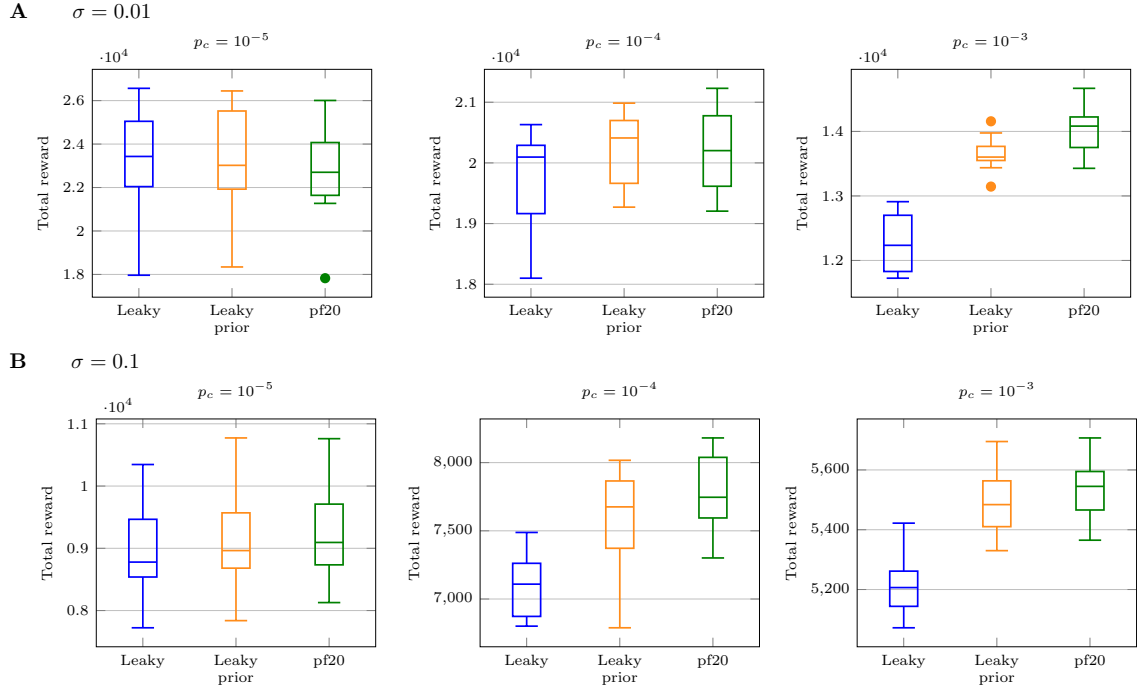 A σ = 0.01
p_c = 10^{-5}
·10^4
Total reward
2.6
2.4
2.2
2
1.8
Leaky
Leaky prior
pf20
p_c = 10^{-4}
·10^4
Total reward
2.1
2
1.9
1.8
Leaky
Leaky prior
pf20
p_c = 10^{-3}
·10^4
Total reward
1.4
1.3
1.2
Leaky
Leaky prior
pf20
B σ = 0.1
p_c = 10^{-5}
·10^4
Total reward
1.1
1
0.9
0.8
Leaky
Leaky prior
pf20
p_c = 10^{-4}
Total reward
8,000
7,500
7,000
Leaky
Leaky prior
pf20
p_c = 10^{-3}
Total reward
5,600
5,400
5,200
Leaky
Leaky prior
pf20